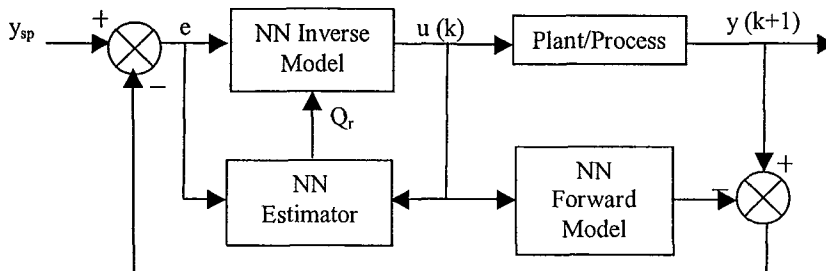 y_sp
+
e
NN Inverse
Model
u (k)
Plant/Process
y (k+1)
−
Q_r
NN
Estimator
NN
Forward
Model
−
+